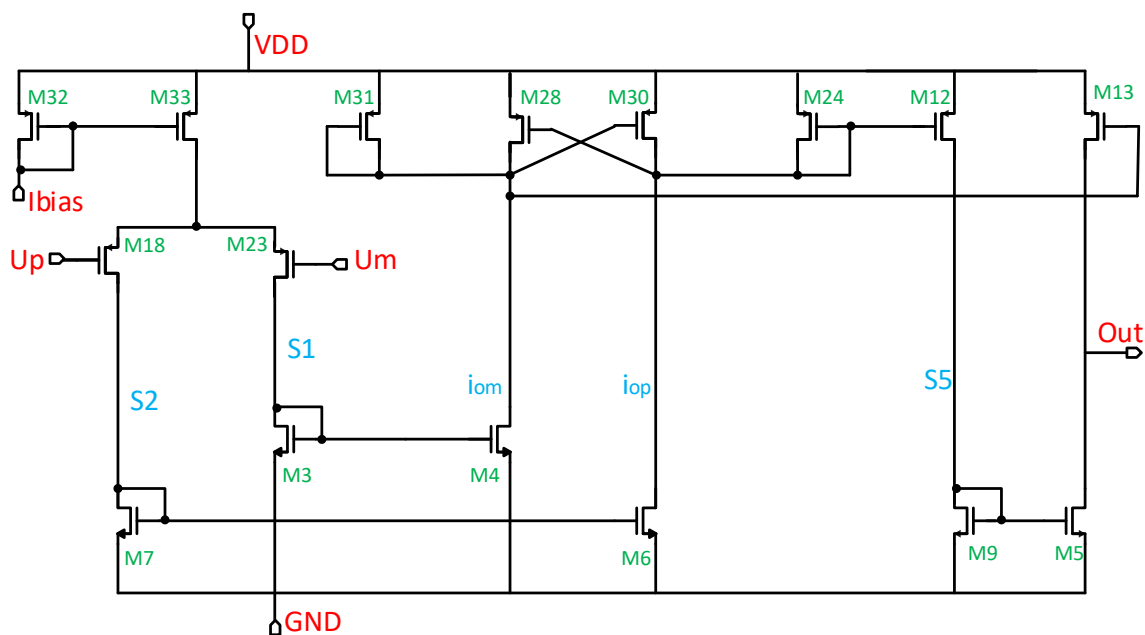 VDD
M32
M33
M31
M28
M30
M24
M12
M13
Ibias
Up
M18
M23
Um
S2
S1
iom
iop
S5
Out
M3
M4
M7
M6
M9
M5
GND